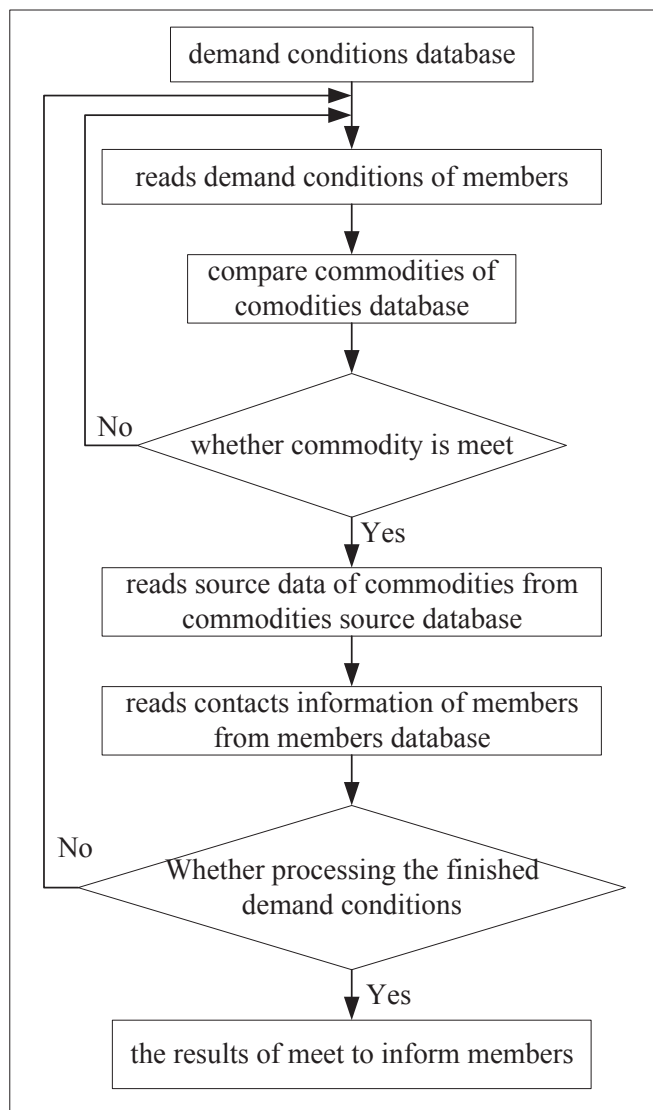 demand conditions database
reads demand conditions of members
compare commodities of
comodities database
No
whether commodity is meet
Yes
reads source data of commodities from
commodities source database
reads contacts information of members
from members database
No
Whether processing the finished
demand conditions
Yes
the results of meet to inform members